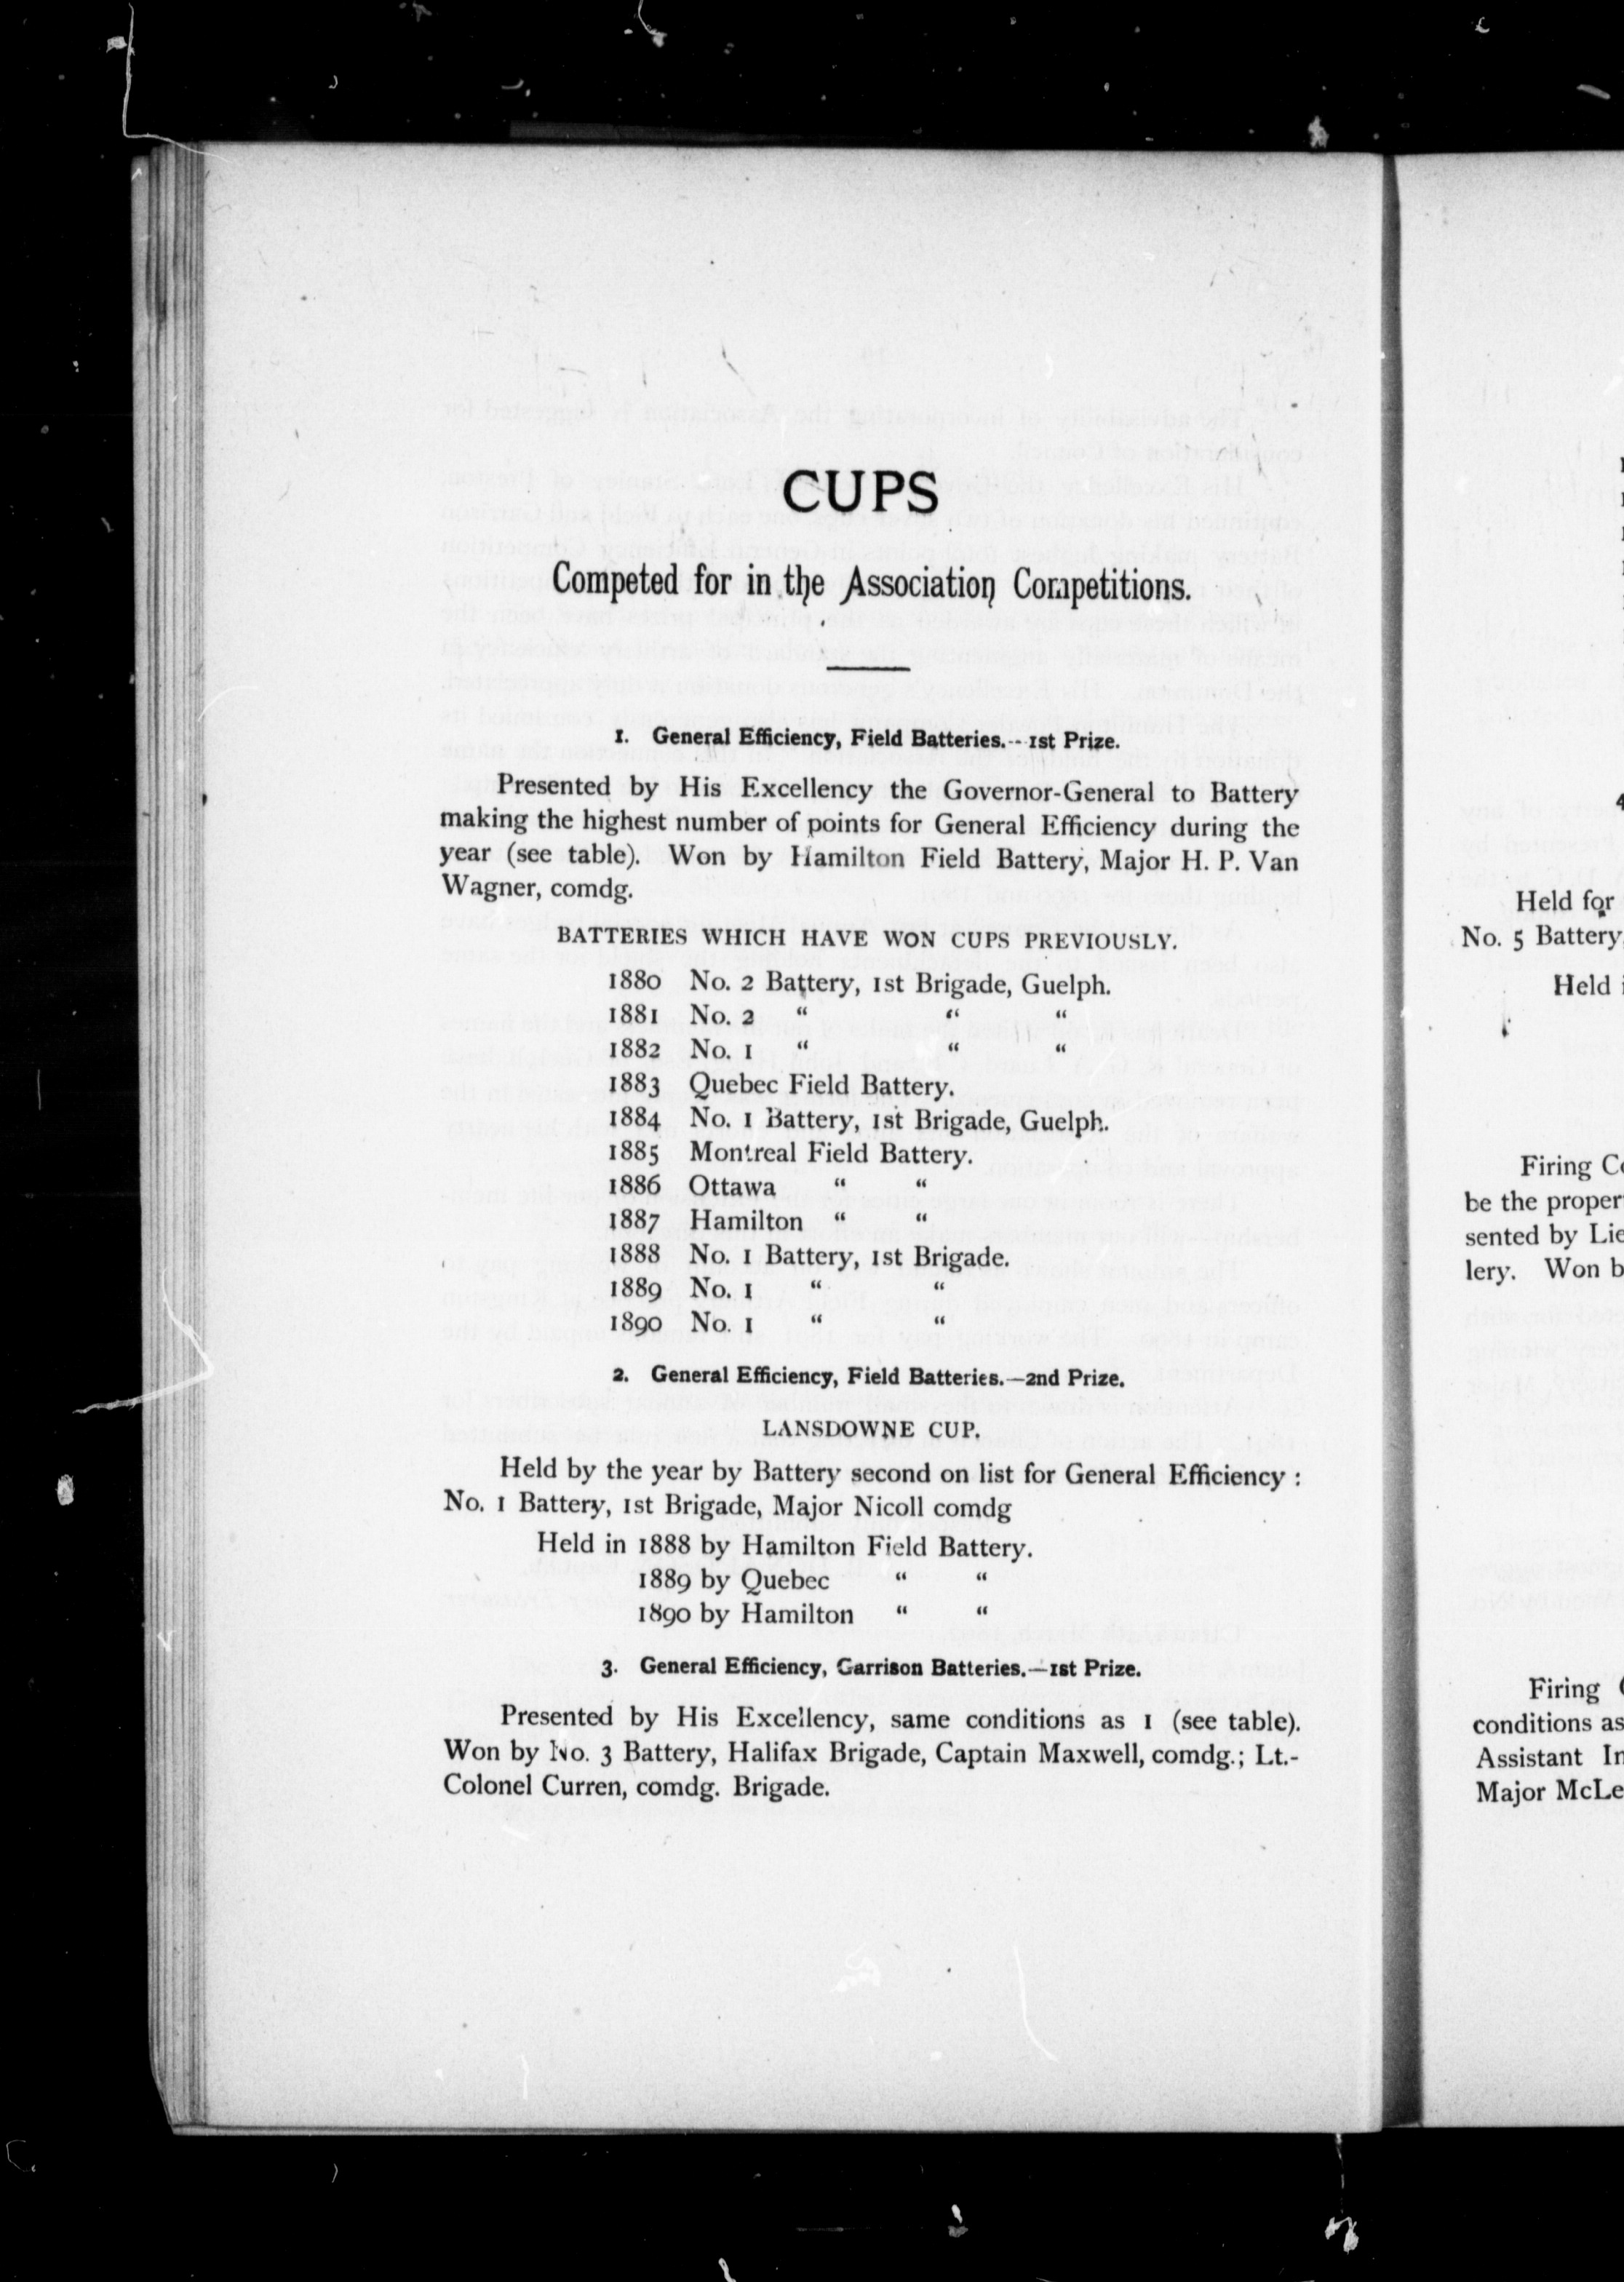 CUPS
Competed for in the Association Competitions.
1. General Efficiency, Field Batteries.--1st Prize.
Presented by His Excellency the Governor-General to Battery
making the highest number of points for General Efficiency during the
year (see table). Won by Hamilton Field Battery, Major H. P. Van
Wagner, comdg.
BATTERIES WHICH HAVE WON CUPS PREVIOUSLY.
1880 No. 2 Battery, 1st Brigade, Guelph.
1881 No. 2 “ “ “
1882 No. 1 “ “ “
1883 Quebec Field Battery.
1884 No. 1 Battery, 1st Brigade, Guelph.
1885 Montreal Field Battery.
1886 Ottawa “ “
1887 Hamilton “ “
1888 No. 1 Battery, 1st Brigade.
1889 No. 1 “ “
1890 No. 1 “ “
2. General Efficiency, Field Batteries.—2nd Prize.
LANSDOWNE CUP.
Held by the year by Battery second on list for General Efficiency :
No. 1 Battery, 1st Brigade, Major Nicoll comdg
Held in 1888 by Hamilton Field Battery.
1889 by Quebec “ “
1890 by Hamilton “ “
3. General Efficiency, Garrison Batteries.—1st Prize.
Presented by His Excellency, same conditions as 1 (see table).
Won by No. 3 Battery, Halifax Brigade, Captain Maxwell, comdg.; Lt.-
Colonel Curren, comdg. Brigade.
Held for
No. 5 Battery,
Held
Firing
be the
sented by
lery. Won
Firing
conditions as
Assistant
Major